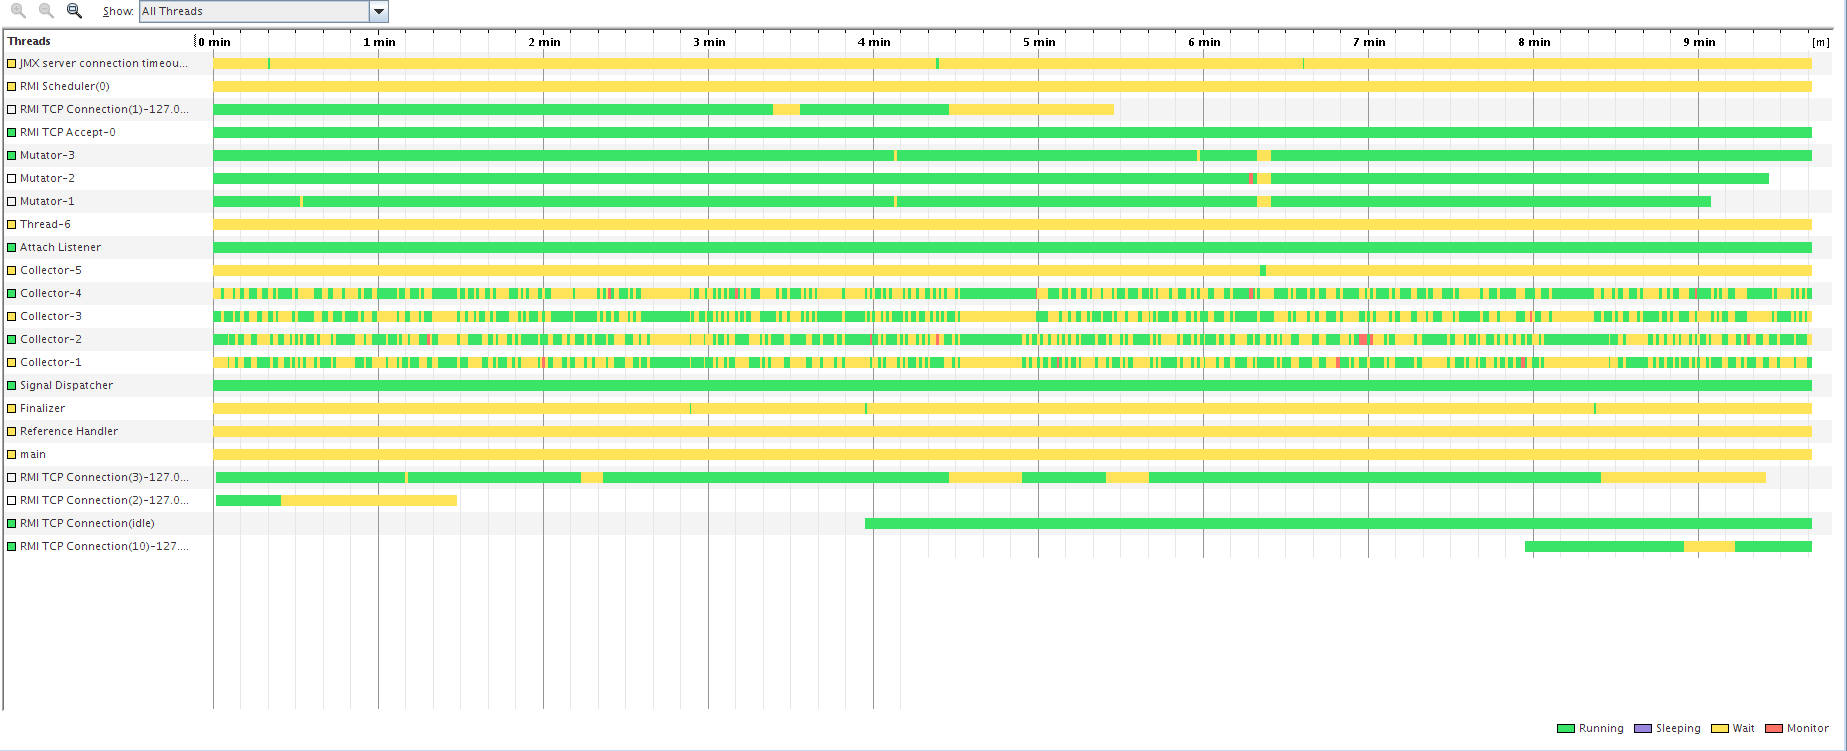 Show: All Threads
Threads 0 min 1 min 2 min 3 min 4 min 5 min 6 min 7 min 8 min 9 min [m]
JMX server connection timeou...
RMI Scheduler(0)
RMI TCP Connection(1)-127.0...
RMI TCP Accept-0
Mutator-3
Mutator-2
Mutator-1
Thread-6
Attach Listener
Collector-5
Collector-4
Collector-3
Collector-2
Collector-1
Signal Dispatcher
Finalizer
Reference Handler
main
RMI TCP Connection(3)-127.0...
RMI TCP Connection(2)-127.0...
RMI TCP Connection(idle)
RMI TCP Connection(10)-127....
Running Sleeping Wait Monitor